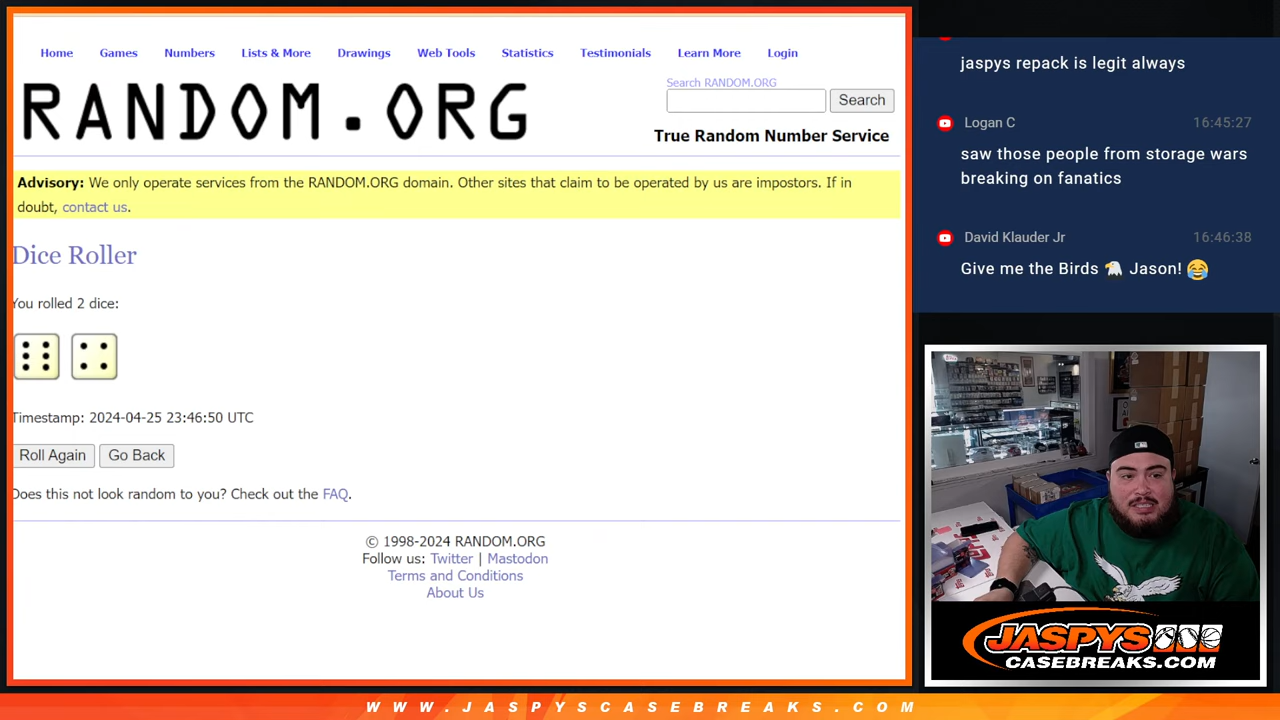 Home Games Numbers Lists & More Drawings Web Tools Statistics Testimonials Learn More Login
RANDOM.ORG
Search RANDOM.ORG
Search
True Random Number Service
Advisory: We only operate services from the RANDOM.ORG domain. Other sites that claim to be operated by us are impostors. If in
doubt, contact us.
Dice Roller
You rolled 2 dice:
Timestamp: 2024-04-25 23:46:50 UTC
Roll Again Go Back
Does this not look random to you? Check out the FAQ.
© 1998-2024 RANDOM.ORG
Follow us: Twitter | Mastodon
Terms and Conditions
About Us
jaspys repack is legit always
Logan C 16:45:27
saw those people from storage wars
breaking on fanatics
David Klauder Jr 16:46:38
Give me the Birds 🦅 Jason! 😂
JASPYS
CASEBREAKS.COM
WWW.JASPYSCASEBREAKS.COM